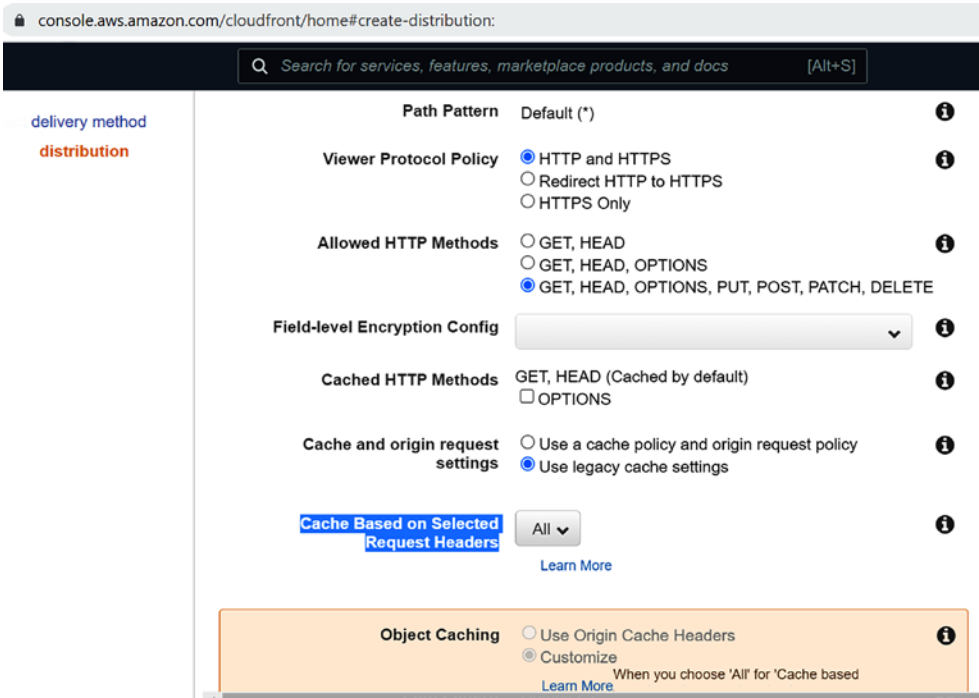 console.aws.amazon.com/cloudfront/home#create-distribution:
Search for services, features, marketplace products, and docs [Alt+S]
delivery method
distribution
Path Pattern Default (*)
Viewer Protocol Policy HTTP and HTTPS
Redirect HTTP to HTTPS
HTTPS Only
Allowed HTTP Methods GET, HEAD
GET, HEAD, OPTIONS
GET, HEAD, OPTIONS, PUT, POST, PATCH, DELETE
Field-level Encryption Config
Cached HTTP Methods GET, HEAD (Cached by default)
OPTIONS
Cache and origin request settings Use a cache policy and origin request policy
Use legacy cache settings
Cache Based on Selected Request Headers All
Learn More
Object Caching Use Origin Cache Headers
Customize
When you choose 'All' for 'Cache based
Learn More